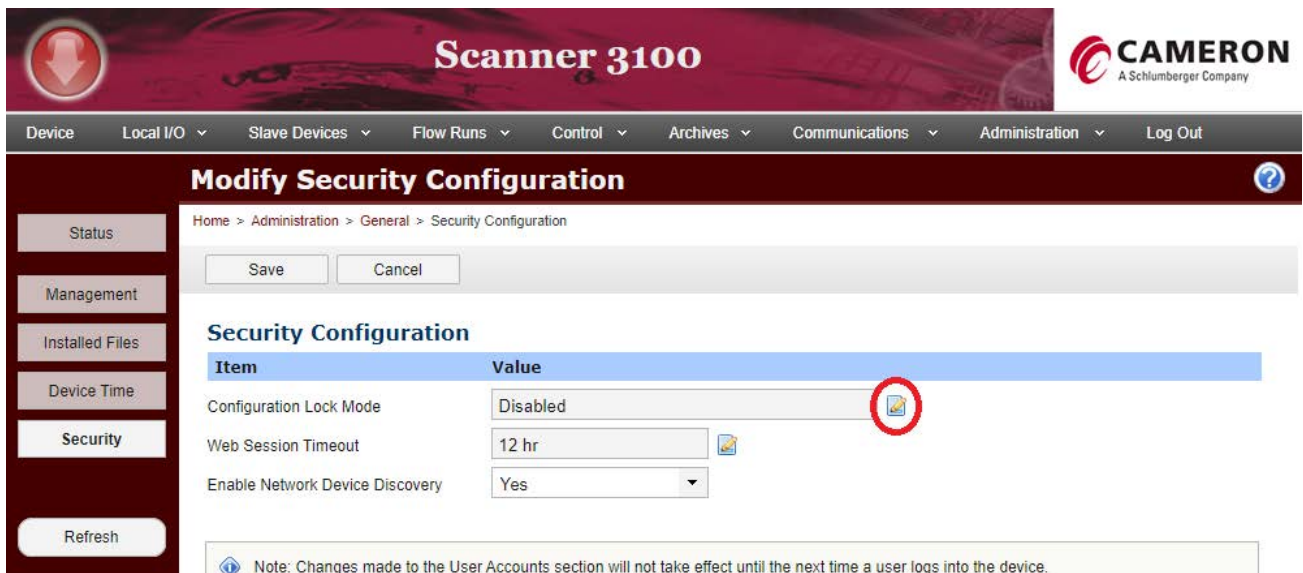 Scanner 3100
CAMERON
A Schlumberger Company
Device Local I/O Slave Devices Flow Runs Control Archives Communications Administration Log Out
Modify Security Configuration
?
Home > Administration > General > Security Configuration
Status
Save Cancel
Management
Installed Files
Device Time
Security
Refresh
Security Configuration
Item Value
Configuration Lock Mode Disabled
Web Session Timeout 12 hr
Enable Network Device Discovery Yes
Note: Changes made to the User Accounts section will not take effect until the next time a user logs into the device.